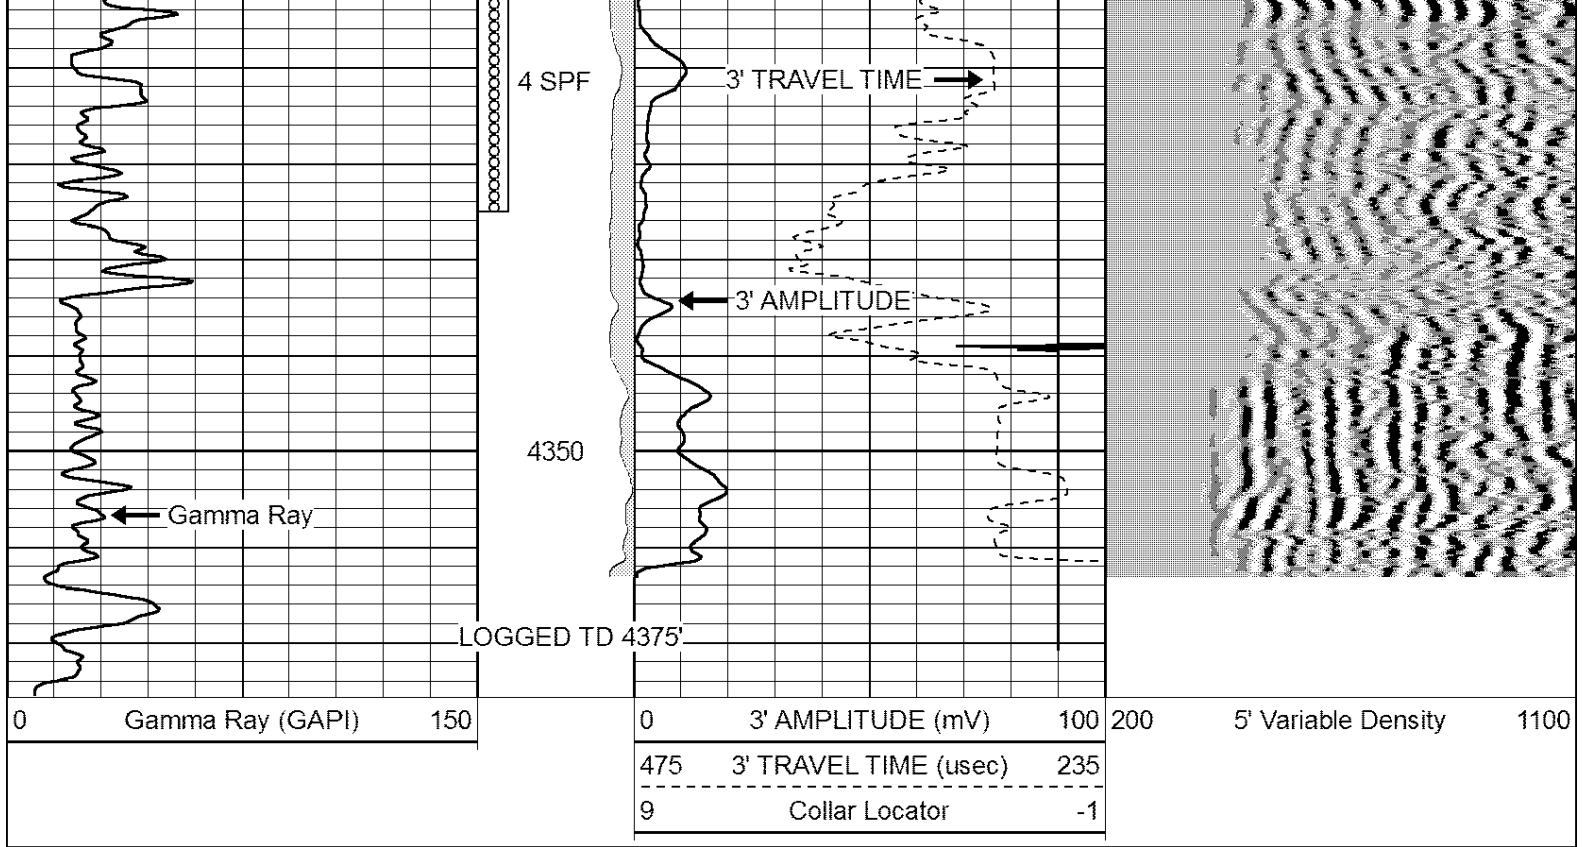 4 SPF
3' TRAVEL TIME
3' AMPLITUDE
4350
Gamma Ray
LOGGED TD 4375'
0 Gamma Ray (GAPI) 150
0 3' AMPLITUDE (mV) 100
200 5' Variable Density 1100
475 3' TRAVEL TIME (usec) 235
9 Collar Locator -1